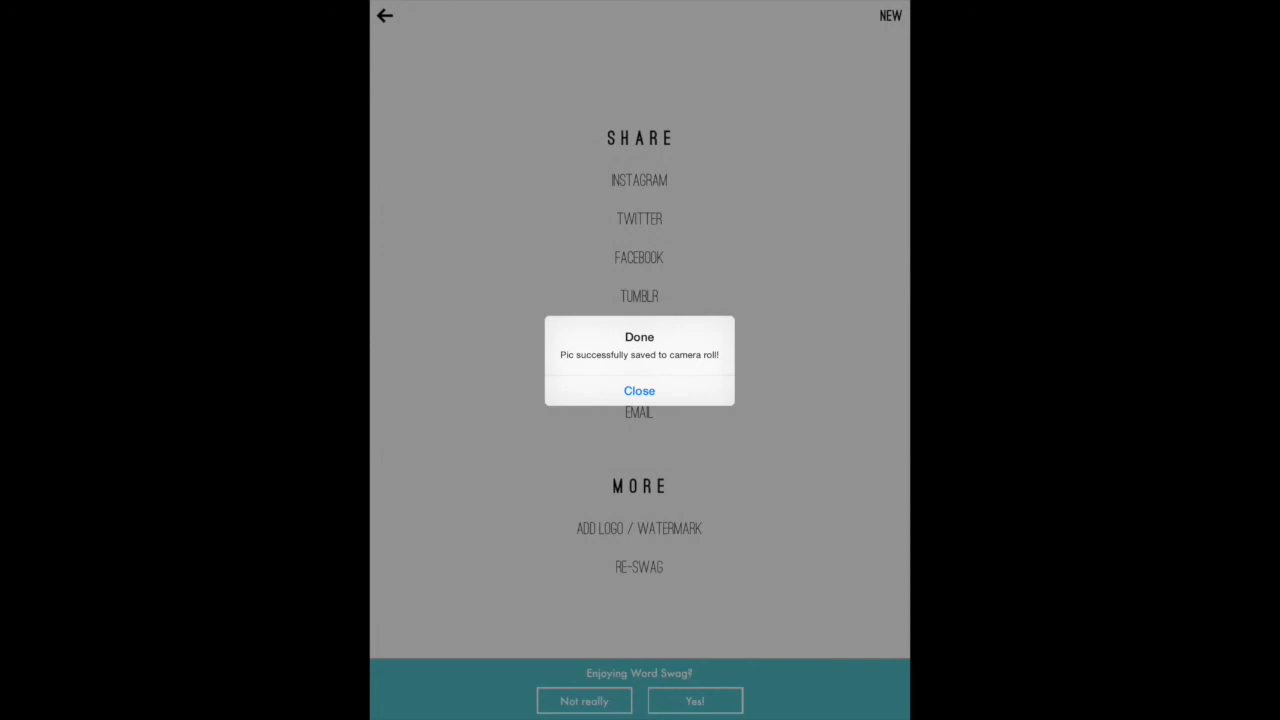 NEW
SHARE
INSTAGRAM
TWITTER
FACEBOOK
TUMBLR
Done
Pic successfully saved to camera roll!
Close
EMAIL
MORE
ADD LOGO / WATERMARK
RE-SWAG
Enjoying Word Swag?
Not really
Yes!